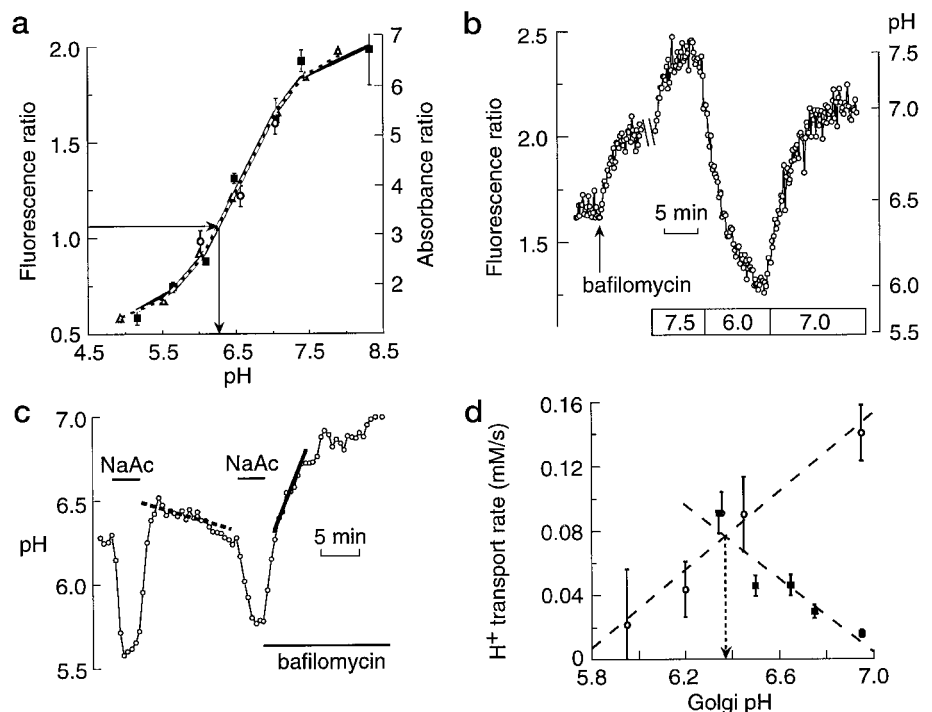 a
Fluorescence ratio
2.0
1.5
1.0
0.5
Absorbance ratio
7
6
5
4
3
2
4.5 5.5 6.5 7.5 8.5
pH
b
Fluorescence ratio
2.5
2.0
1.5
pH
7.5
7.0
6.5
6.0
5.5
5 min
bafilomycin
7.5 6.0 7.0
c
pH
7.0
6.5
6.0
5.5
NaAc NaAc
5 min
bafilomycin
d
H+ transport rate (mM/s)
0.16
0.12
0.08
0.04
0
5.8 6.2 6.6 7.0
Golgi pH